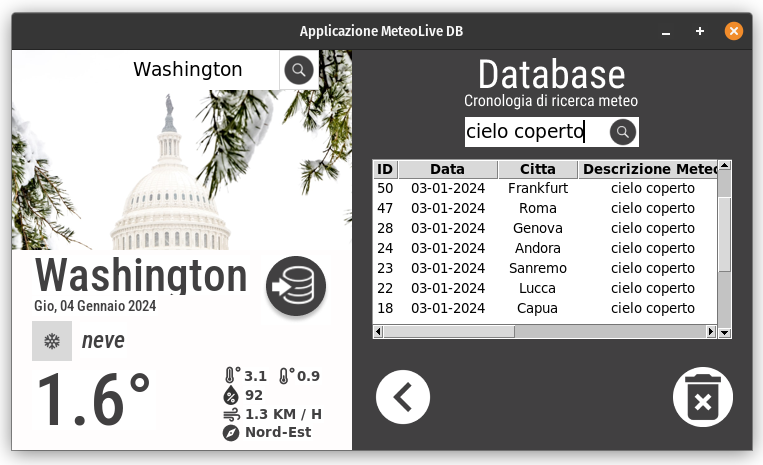 Applicazione MeteoLive DB
Washington
Washington
Gio, 04 Gennaio 2024
neve
1.6°
3.1 0.9
92
1.3 KM / H
Nord-Est
Database
Cronologia di ricerca meteo
cielo coperto
ID Data Citta Descrizione Meteo
50 03-01-2024 Frankfurt cielo coperto
47 03-01-2024 Roma cielo coperto
28 03-01-2024 Genova cielo coperto
24 03-01-2024 Andora cielo coperto
23 03-01-2024 Sanremo cielo coperto
22 03-01-2024 Lucca cielo coperto
18 03-01-2024 Capua cielo coperto